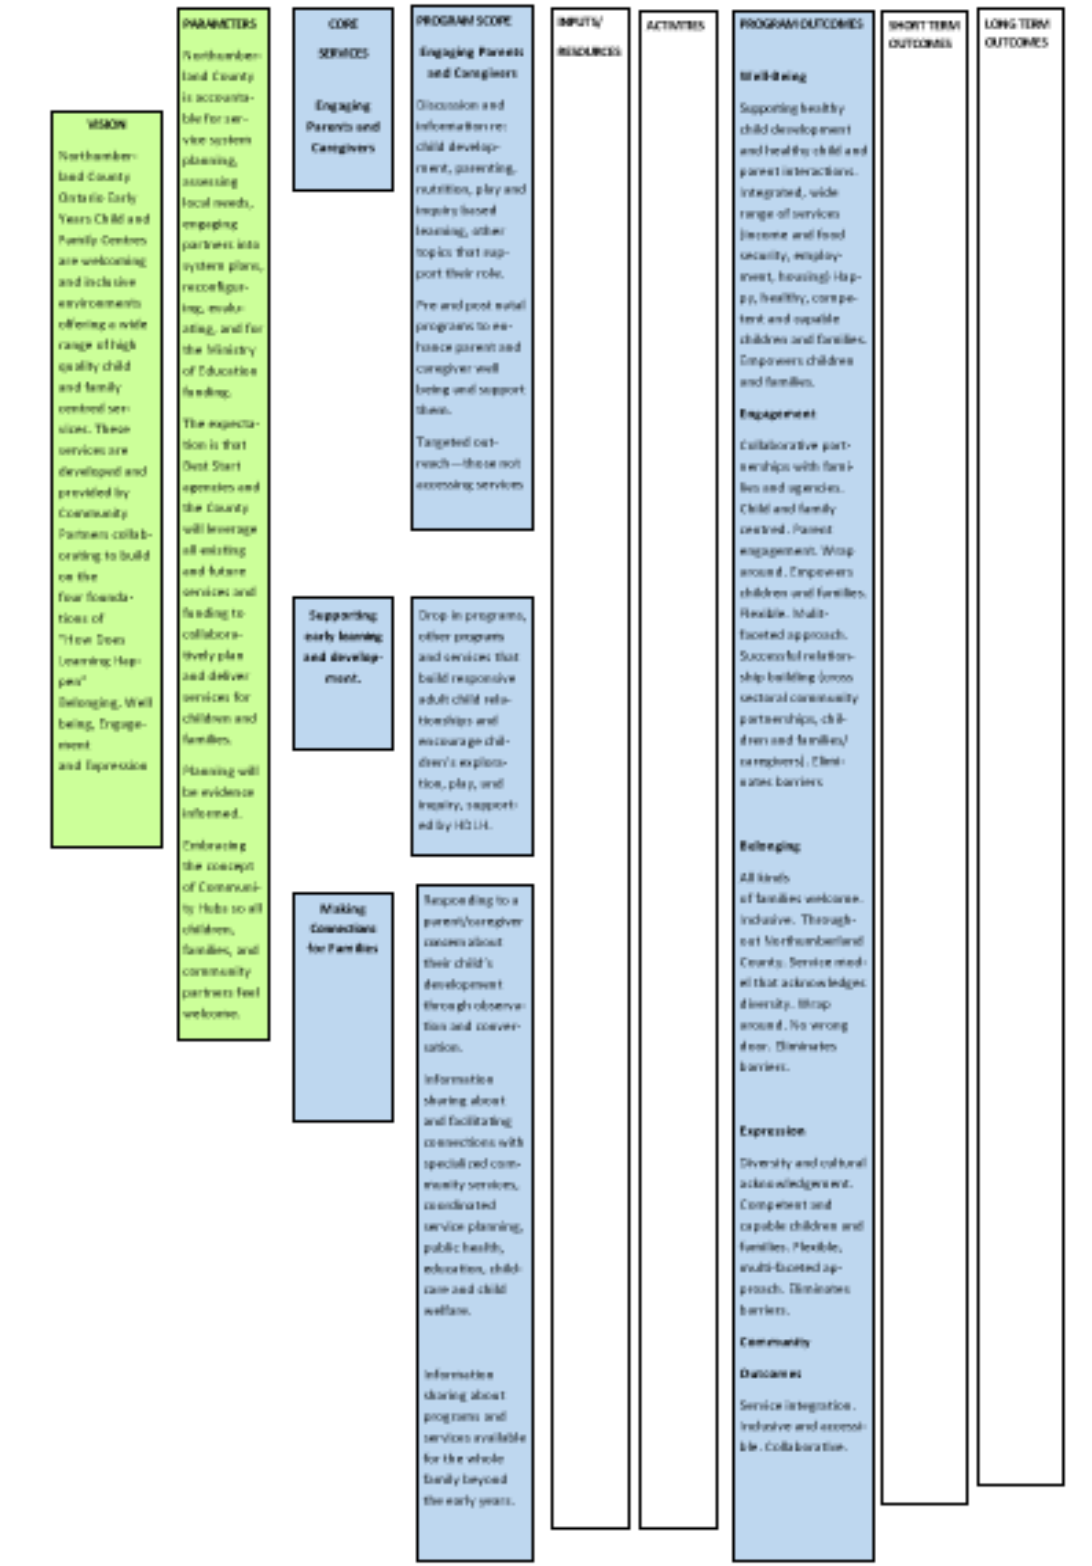 VISION
Northumber-
land County
Ontario Early
Years Child and
Family Centres
are welcoming
and inclusive
environments
offering a wide
range of high
quality child
and family
centred ser-
vices. These
services are
developed and
provided by
Community
Partners collab-
orating to build
on the
four founda-
tions of
"How Does
Learning Hap-
pen"
Belonging, Well
being, Engage-
ment
and Expression
PARAMETERS
Northumber-
land County
is accounta-
ble for ser-
vice system
planning,
assessing
local needs,
engaging
partners into
system plans,
reconfigur-
ing, evalu-
ating, and for
the Ministry
of Education
funding.
The expecta-
tion is that
Best Start
agencies and
the County
will leverage
all existing
and future
services and
funding to
collabora-
tively plan
and deliver
services for
children and
families.
Planning will
be evidence
informed.
Embracing
the concept
of Communi-
ty Hubs so all
children,
families, and
community
partners feel
welcome.
CORE
SERVICES
Engaging
Parents and
Caregivers
Supporting
early learning
and develop-
ment.
Making
Connections
for Families
PROGRAM SCOPE
Engaging Parents
and Caregivers
Discussion and
information re:
child develop-
ment, parenting,
nutrition, play and
inquiry based
learning, other
topics that sup-
port their role.
Pre and post natal
programs to en-
hance parent and
caregiver well
being and support
them.
Targeted out-
reach—those not
accessing services
Drop in programs,
other programs
and services that
build responsive
adult child rela-
tionships and
encourage chil-
dren's explora-
tion, play, and
inquiry, support-
ed by HDLH.
Responding to a
parent/caregiver
concern about
their child's
development
through observa-
tion and conver-
sation.
Information
sharing about
and facilitating
connections with
specialized com-
munity services,
coordinated
service planning,
public health,
education, child-
care and child
welfare.
Information
sharing about
programs and
services available
for the whole
family beyond
the early years.
INPUTS/
RESOURCES
ACTIVITIES
PROGRAM OUTCOMES
Well-Being
Supporting healthy
child development
and healthy child and
parent interactions.
Integrated, wide
range of services
(income and food
security, employ-
ment, housing) Hap-
py, healthy, compe-
tent and capable
children and families.
Empowers children
and families.
Engagement
Collaborative part-
nerships with fami-
lies and agencies.
Child and family
centred. Parent
engagement. Wrap
around. Empowers
children and families.
Flexible. Multi-
faceted approach.
Successful relation-
ship building (cross
sectoral community
partnerships, chil-
dren and families/
caregivers). Elimi-
nates barriers
Belonging
All kinds
of families welcome.
Inclusive. Through-
out Northumberland
County. Service mod-
el that acknowledges
diversity. Wrap
around. No wrong
door. Eliminates
barriers.
Expression
Diversity and cultural
acknowledgement.
Competent and
capable children and
families. Flexible,
multi-faceted ap-
proach. Eliminates
barriers.
Community
Outcomes
Service integration.
Inclusive and accessi-
ble. Collaborative.
SHORT TERM
OUTCOMES
LONG TERM
OUTCOMES